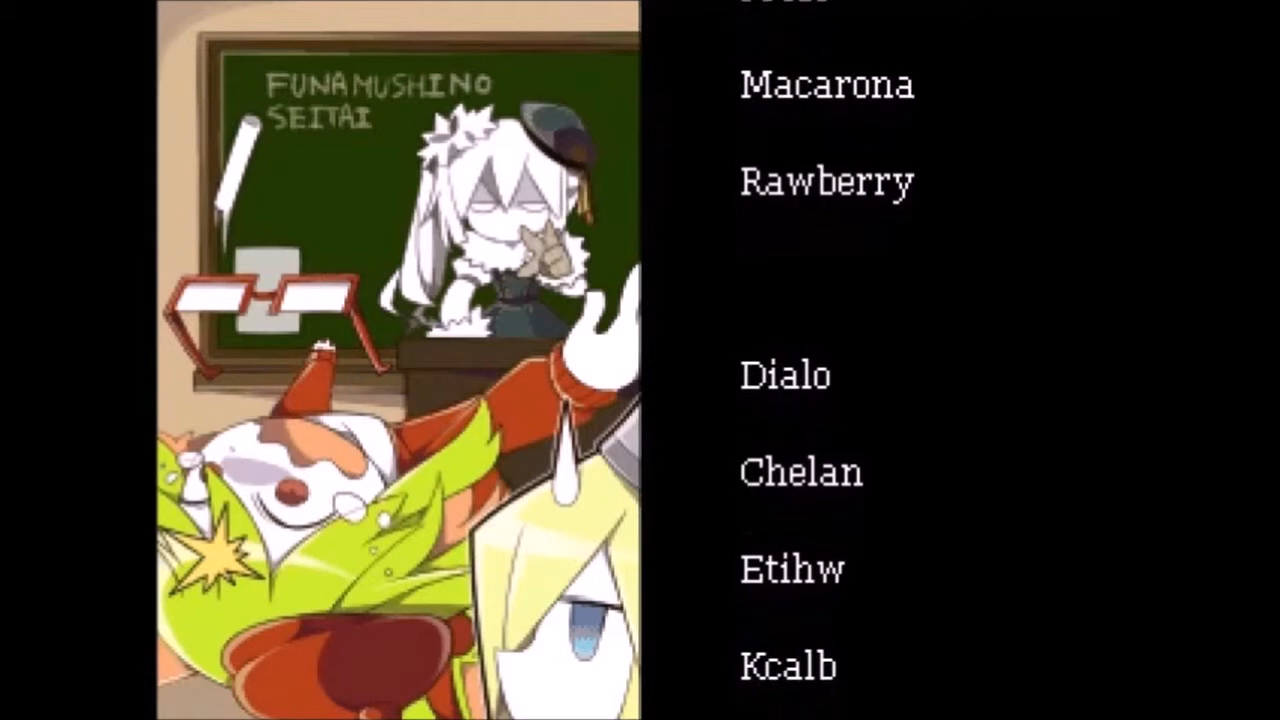 FUNAMUSHINO
SEITAI
Macarona
Rawberry
Dialo
Chelan
Etihw
Kcalb